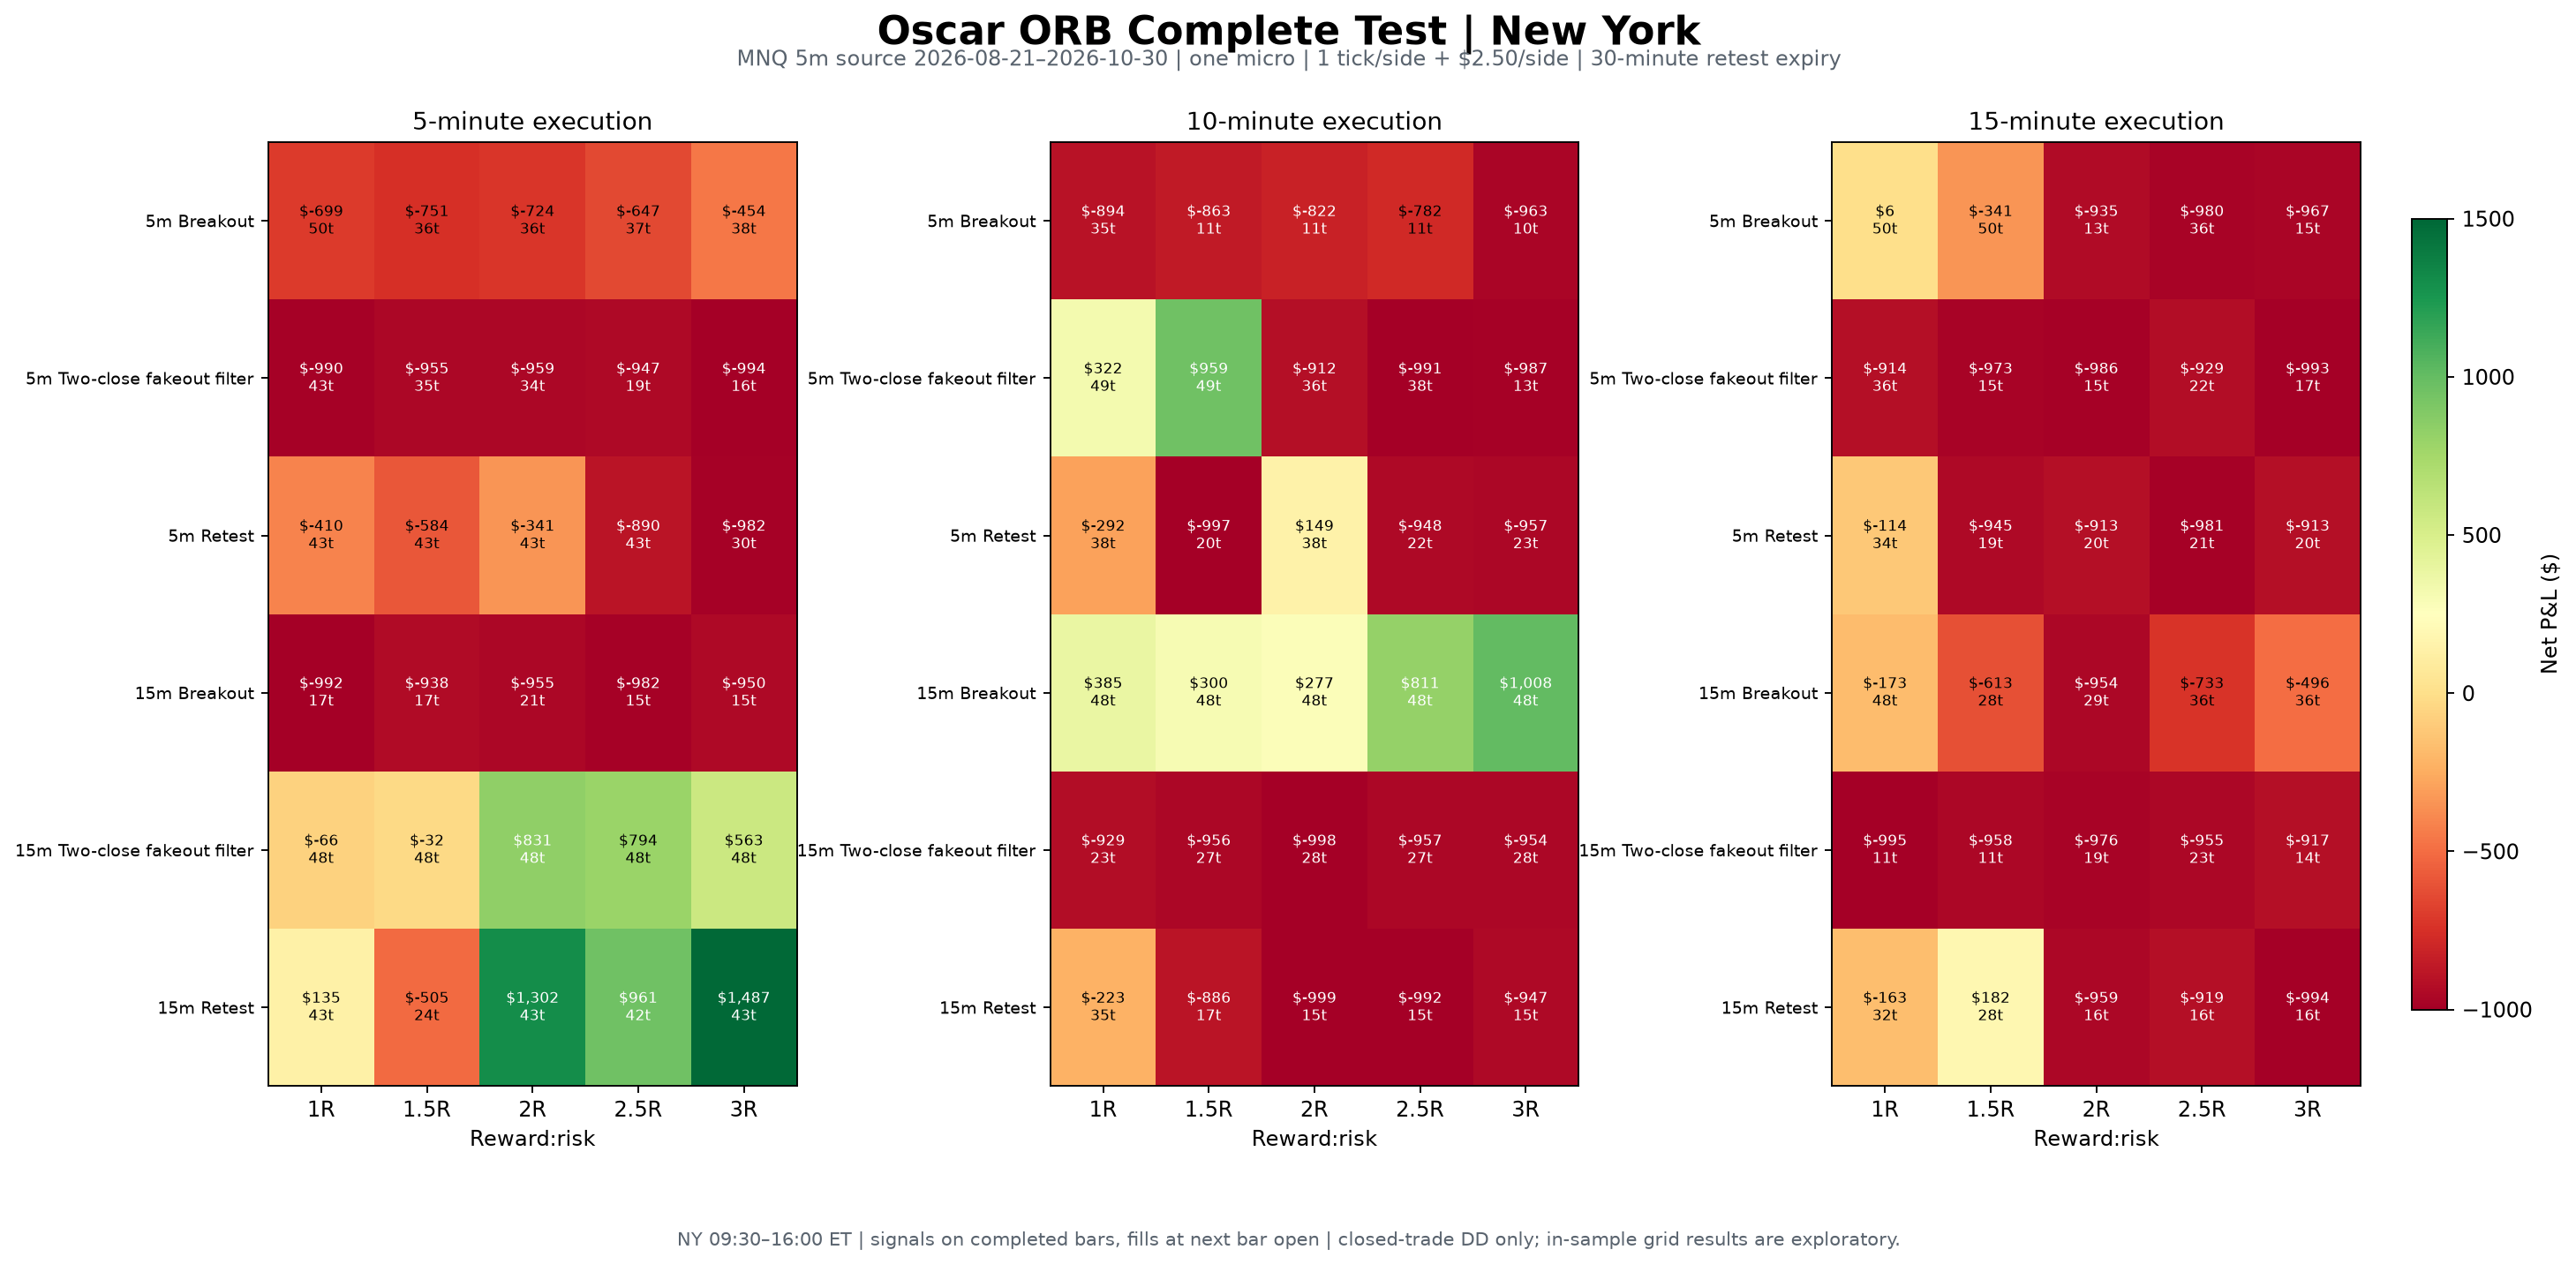 Oscar ORB Complete Test | New York
MNQ 5m source 2026-08-21–2026-10-30 | one micro | 1 tick/side + $2.50/side | 30-minute retest expiry
5-minute execution
5m Breakout
$-699 $-751 $-724 $-647 $-454
50t 36t 36t 37t 38t
5m Two-close fakeout filter
$-990 $-955 $-959 $-947 $-994
43t 35t 34t 19t 16t
5m Retest
$-410 $-584 $-341 $-890 $-982
43t 43t 43t 43t 30t
15m Breakout
$-992 $-938 $-955 $-982 $-950
17t 17t 21t 15t 15t
15m Two-close fakeout filter
$-66 $-32 $831 $794 $563
48t 48t 48t 48t 48t
15m Retest
$135 $-505 $1,302 $961 $1,487
43t 24t 43t 42t 43t
1R 1.5R 2R 2.5R 3R
Reward:risk
10-minute execution
5m Breakout
$-894 $-863 $-822 $-782 $-963
35t 11t 11t 11t 10t
5m Two-close fakeout filter
$322 $959 $-912 $-991 $-987
49t 49t 36t 38t 13t
5m Retest
$-292 $-997 $149 $-948 $-957
38t 20t 38t 22t 23t
15m Breakout
$385 $300 $277 $811 $1,008
48t 48t 48t 48t 48t
15m Two-close fakeout filter
$-929 $-956 $-998 $-957 $-954
23t 27t 28t 27t 28t
15m Retest
$-223 $-886 $-999 $-992 $-947
35t 17t 15t 15t 15t
1R 1.5R 2R 2.5R 3R
Reward:risk
15-minute execution
5m Breakout
$6 $-341 $-935 $-980 $-967
50t 50t 13t 36t 15t
5m Two-close fakeout filter
$-914 $-973 $-986 $-929 $-993
36t 15t 15t 22t 17t
5m Retest
$-114 $-945 $-913 $-981 $-913
34t 19t 20t 21t 20t
15m Breakout
$-173 $-613 $-954 $-733 $-496
48t 28t 29t 36t 36t
15m Two-close fakeout filter
$-995 $-958 $-976 $-955 $-917
11t 11t 19t 23t 14t
15m Retest
$-163 $182 $-959 $-919 $-994
32t 28t 16t 16t 16t
1R 1.5R 2R 2.5R 3R
Reward:risk
1500
1000
500
0
−500
−1000
Net P&L ($)
NY 09:30–16:00 ET | signals on completed bars, fills at next bar open | closed-trade DD only; in-sample grid results are exploratory.